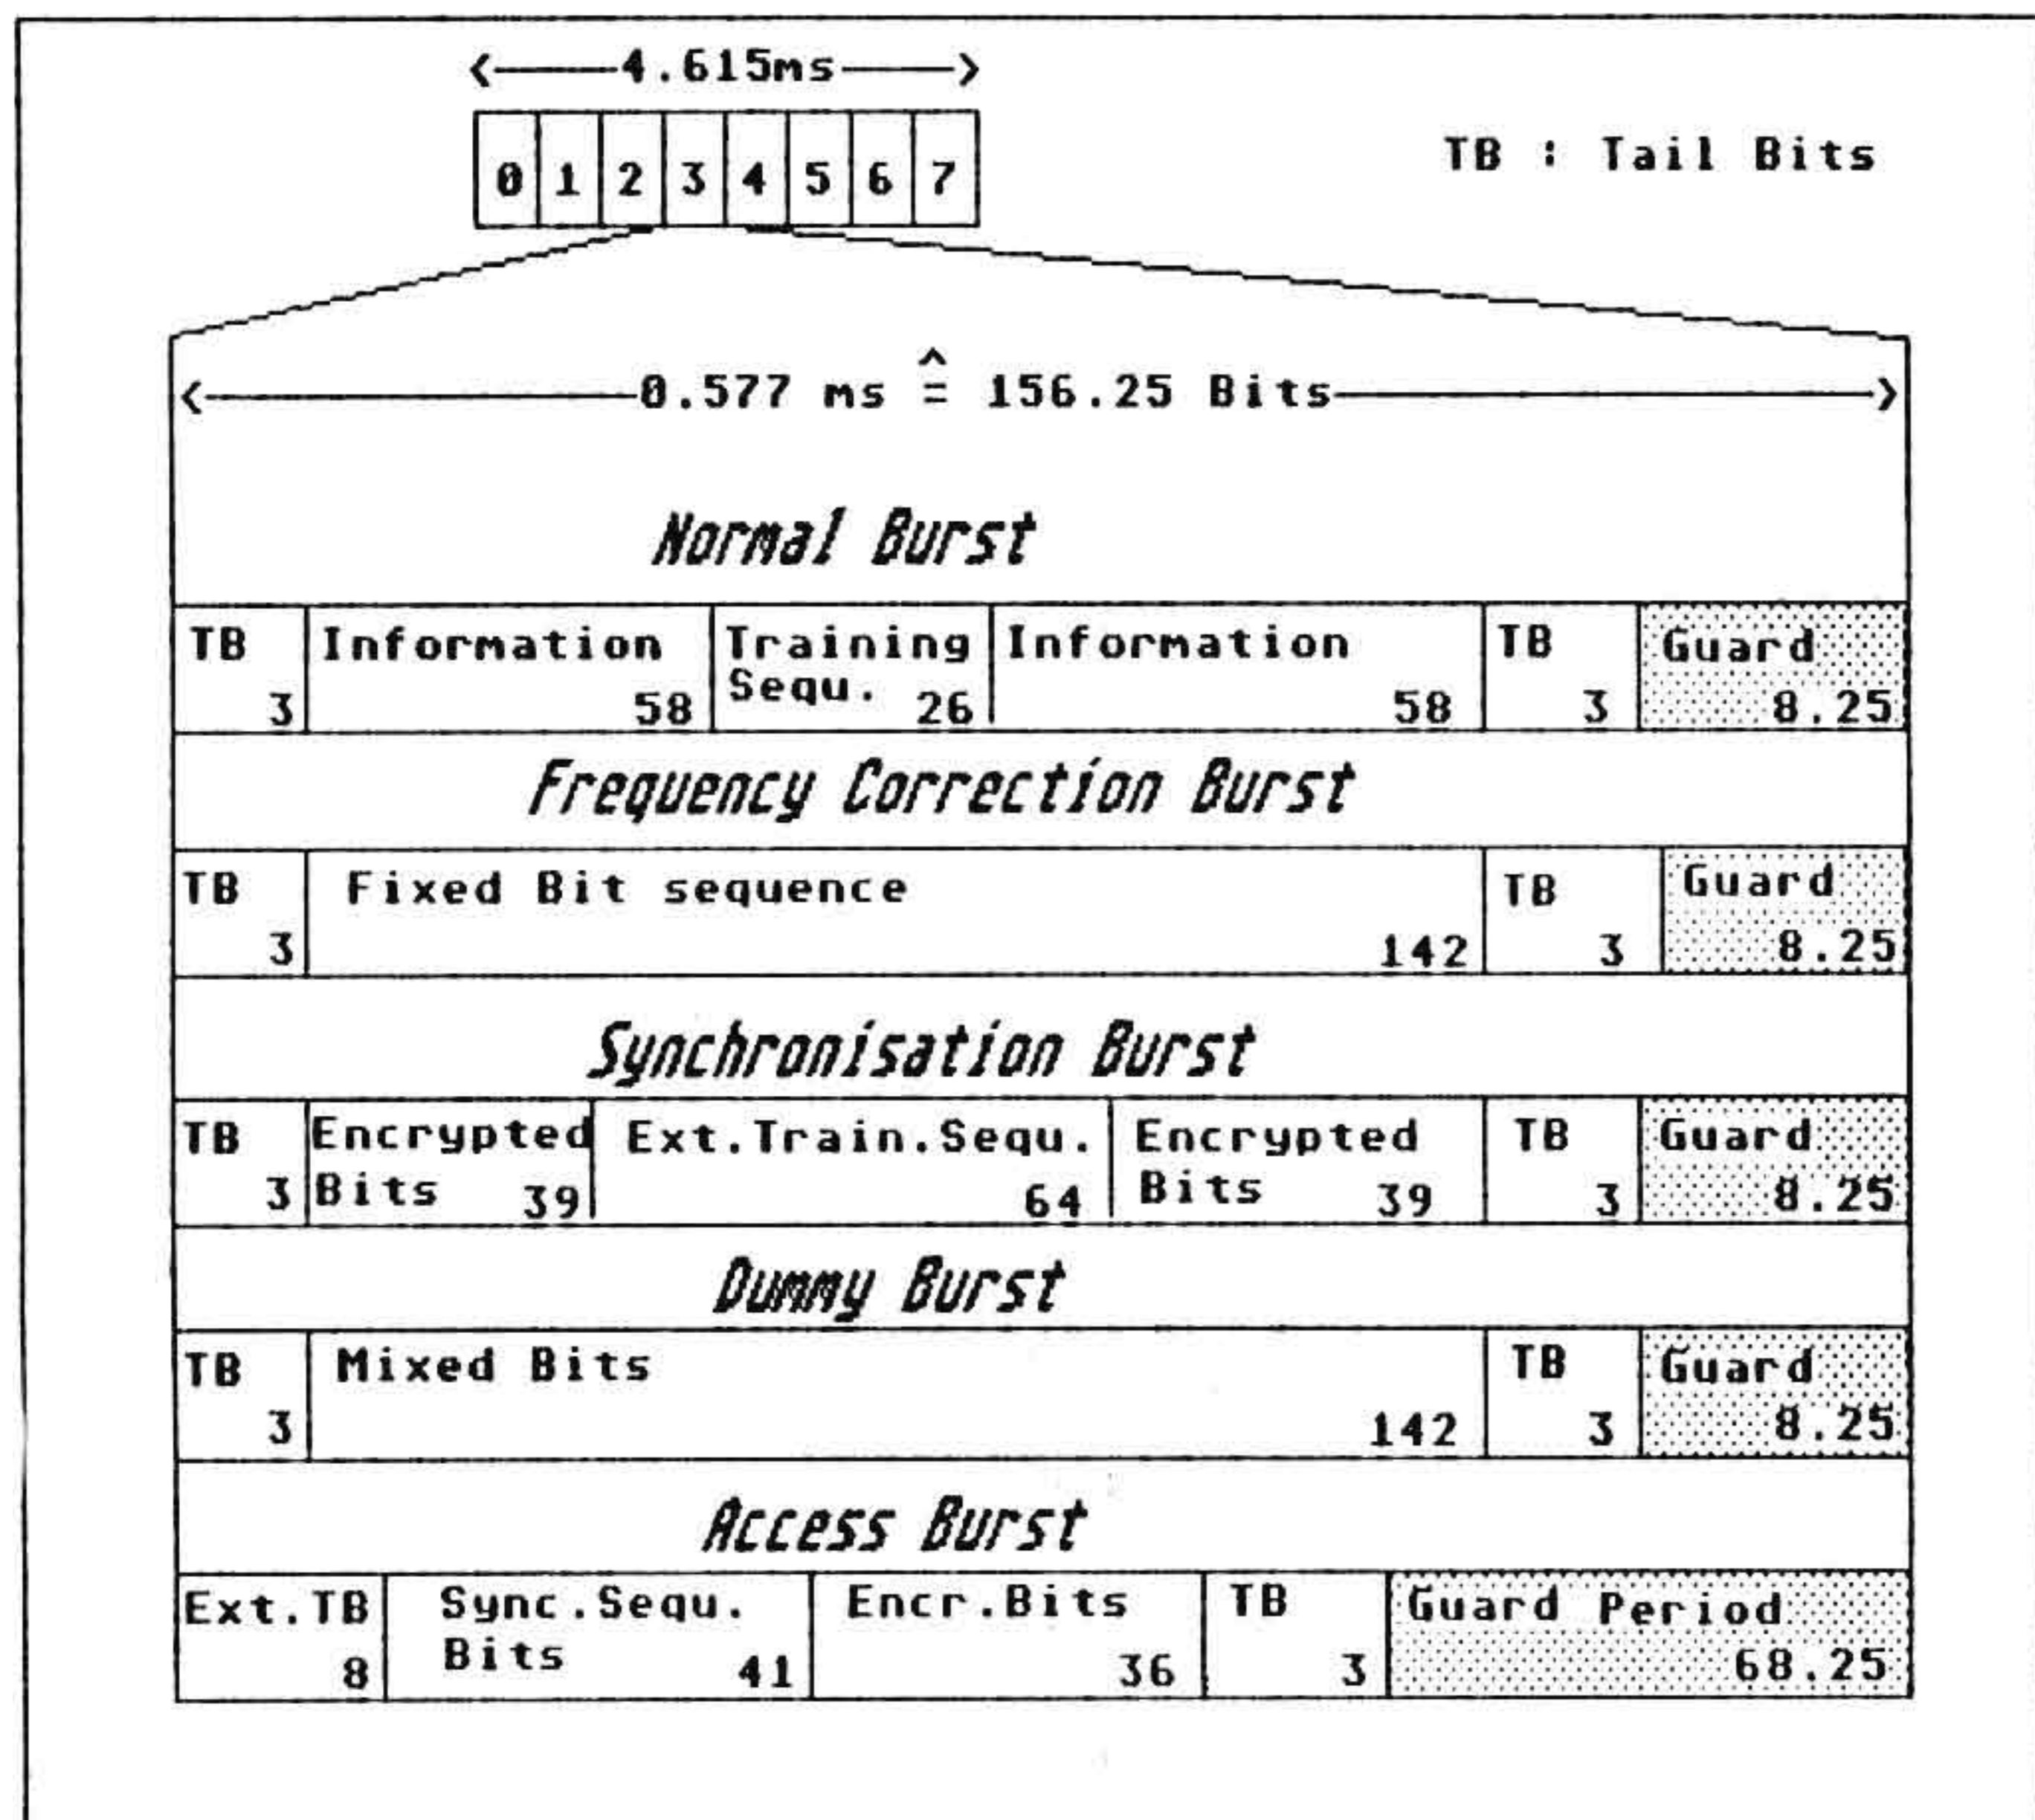 4.615ms
0 1 2 3 4 5 6 7
TB : Tail Bits
0.577 ms ≙ 156.25 Bits
Normal Burst
TB Information Training Information TB Guard
3 58 Sequ. 26 58 3 8.25
Frequency Correction Burst
TB Fixed Bit sequence TB Guard
3 142 3 8.25
Synchronisation Burst
TB Encrypted Ext.Train.Sequ. Encrypted TB Guard
3 Bits 39 64 Bits 39 3 8.25
Dummy Burst
TB Mixed Bits TB Guard
3 142 3 8.25
Access Burst
Ext.TB Sync.Sequ. Encr.Bits TB Guard Period
8 Bits 41 36 3 68.25